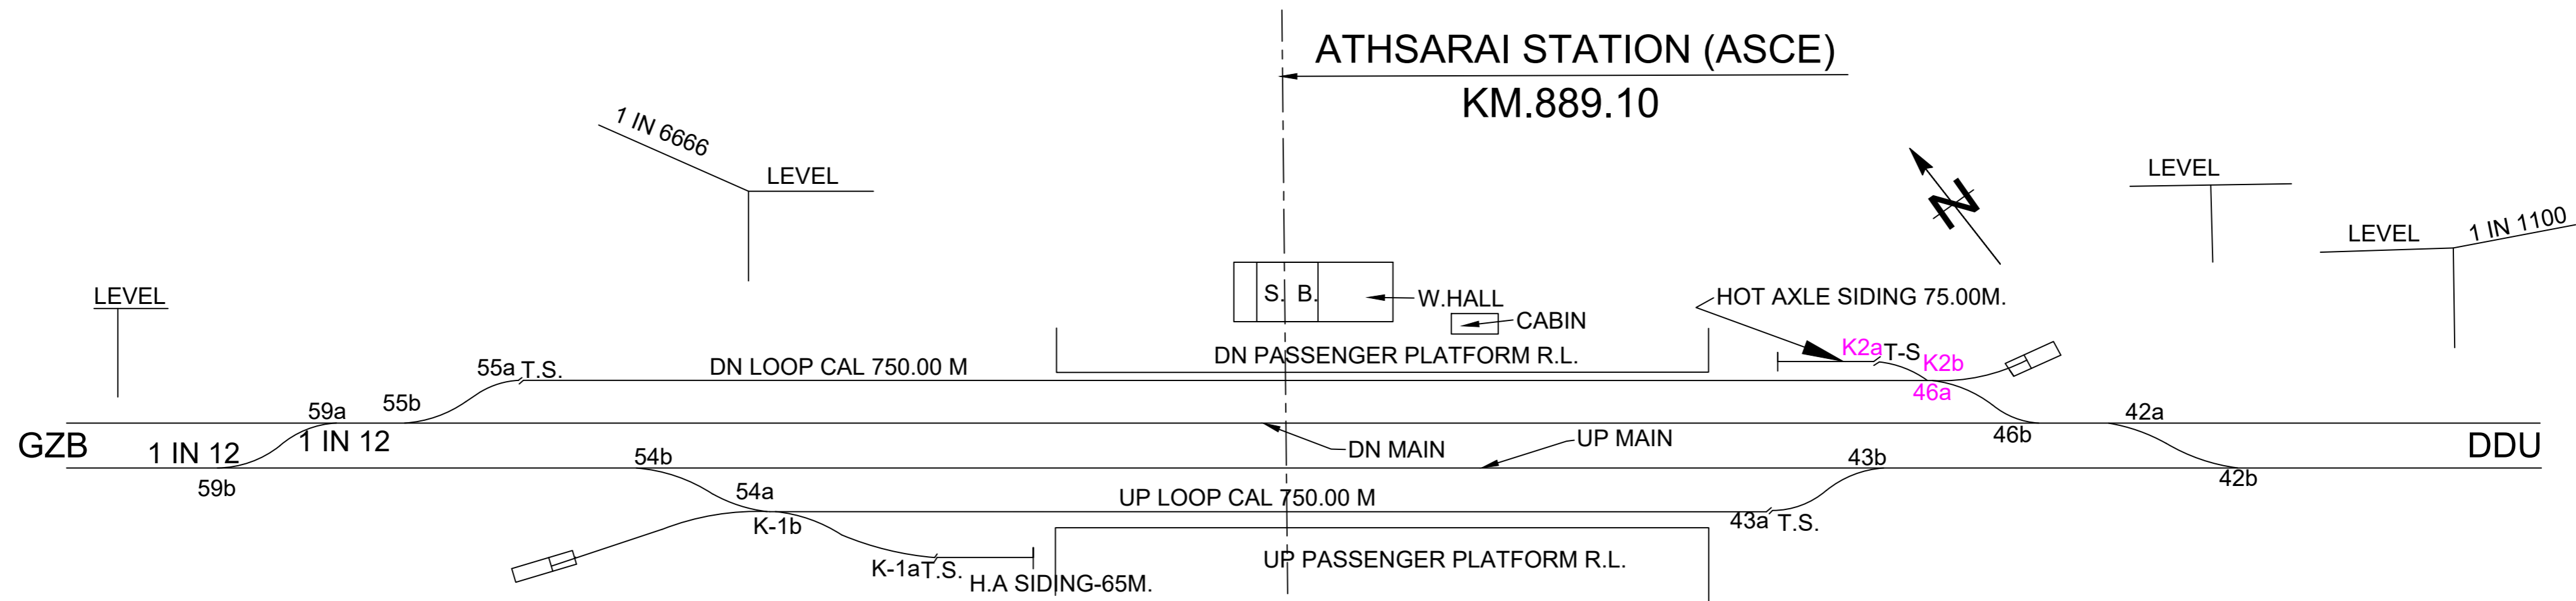 ATHSARAI STATION (ASCE)
KM.889.10
1 IN 6666
LEVEL
LEVEL
LEVEL
1 IN 1100
N
LEVEL
S. B.
W.HALL
CABIN
HOT AXLE SIDING 75.00M.
DN PASSENGER PLATFORM R.L.
K2a
T-S
K2b
46a
55a
T.S.
DN LOOP CAL 750.00 M
59a
55b
42a
GZB
1 IN 12
1 IN 12
DN MAIN
UP MAIN
46b
DDU
59b
54b
43b
42b
54a
UP LOOP CAL 750.00 M
K-1b
43a
T.S.
K-1a
T.S.
H.A SIDING-65M.
UP PASSENGER PLATFORM R.L.